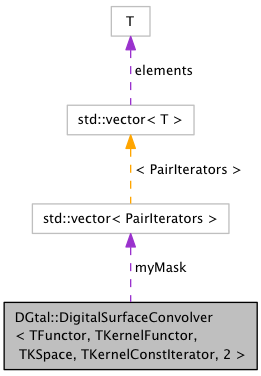 T
elements
std::vector< T >
< PairIterators >
std::vector< PairIterators >
myMask
DGtal::DigitalSurfaceConvolver
< TFunctor, TKernelFunctor,
TKSpace, TKernelConstIterator, 2 >